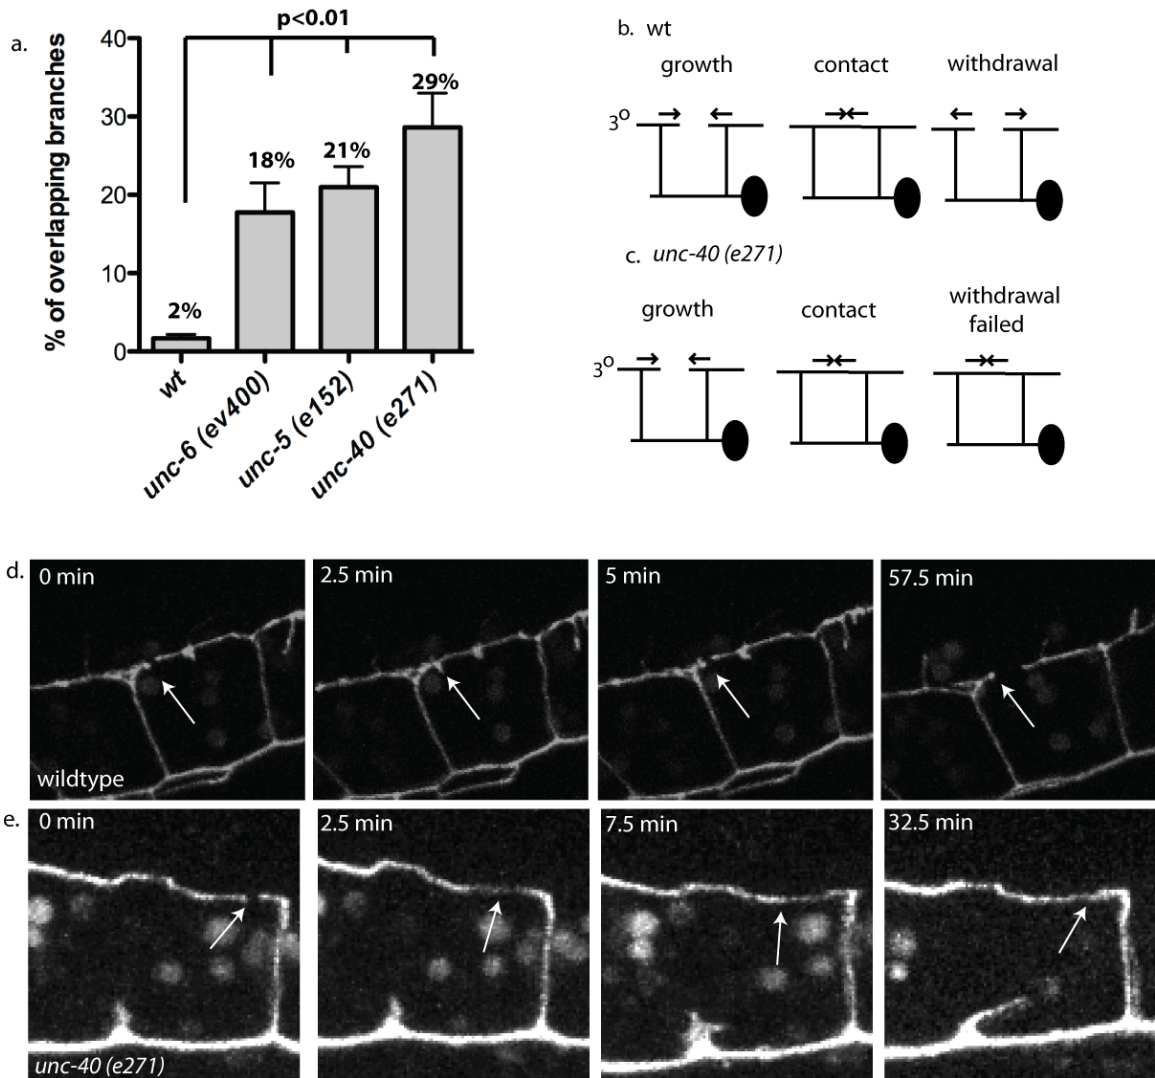 a.
p<0.01
% of overlapping branches
40
30
20
10
0
2%
18%
21%
29%
wt
unc-6 (ev400)
unc-5 (e152)
unc-40 (e271)
b. wt
growth contact withdrawal
3o
c. unc-40 (e271)
growth contact withdrawal
failed
3o
d.
0 min 2.5 min 5 min 57.5 min
wildtype
e.
0 min 2.5 min 7.5 min 32.5 min
unc-40 (e271)